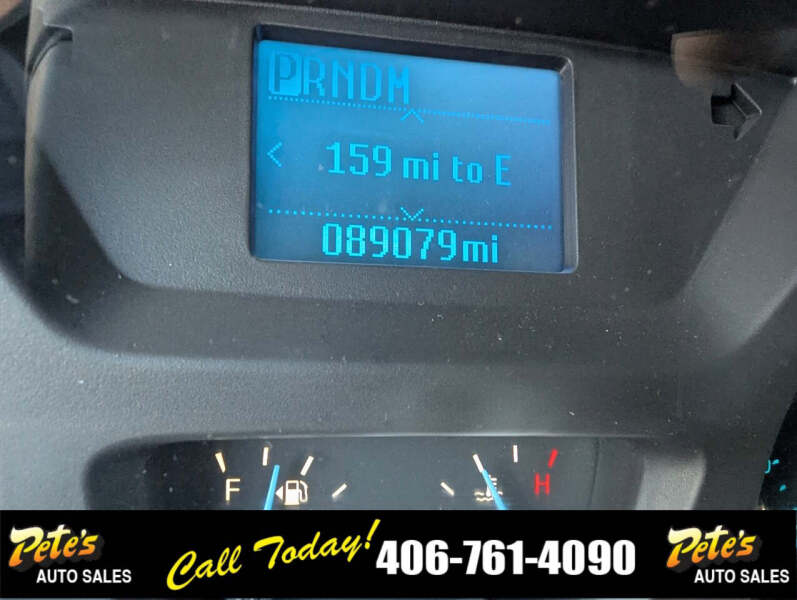 PRNDM
< 159 mi to E
089079mi
F
H
Pete's
AUTO SALES
Call Today!
406-761-4090
Pete's
AUTO SALES